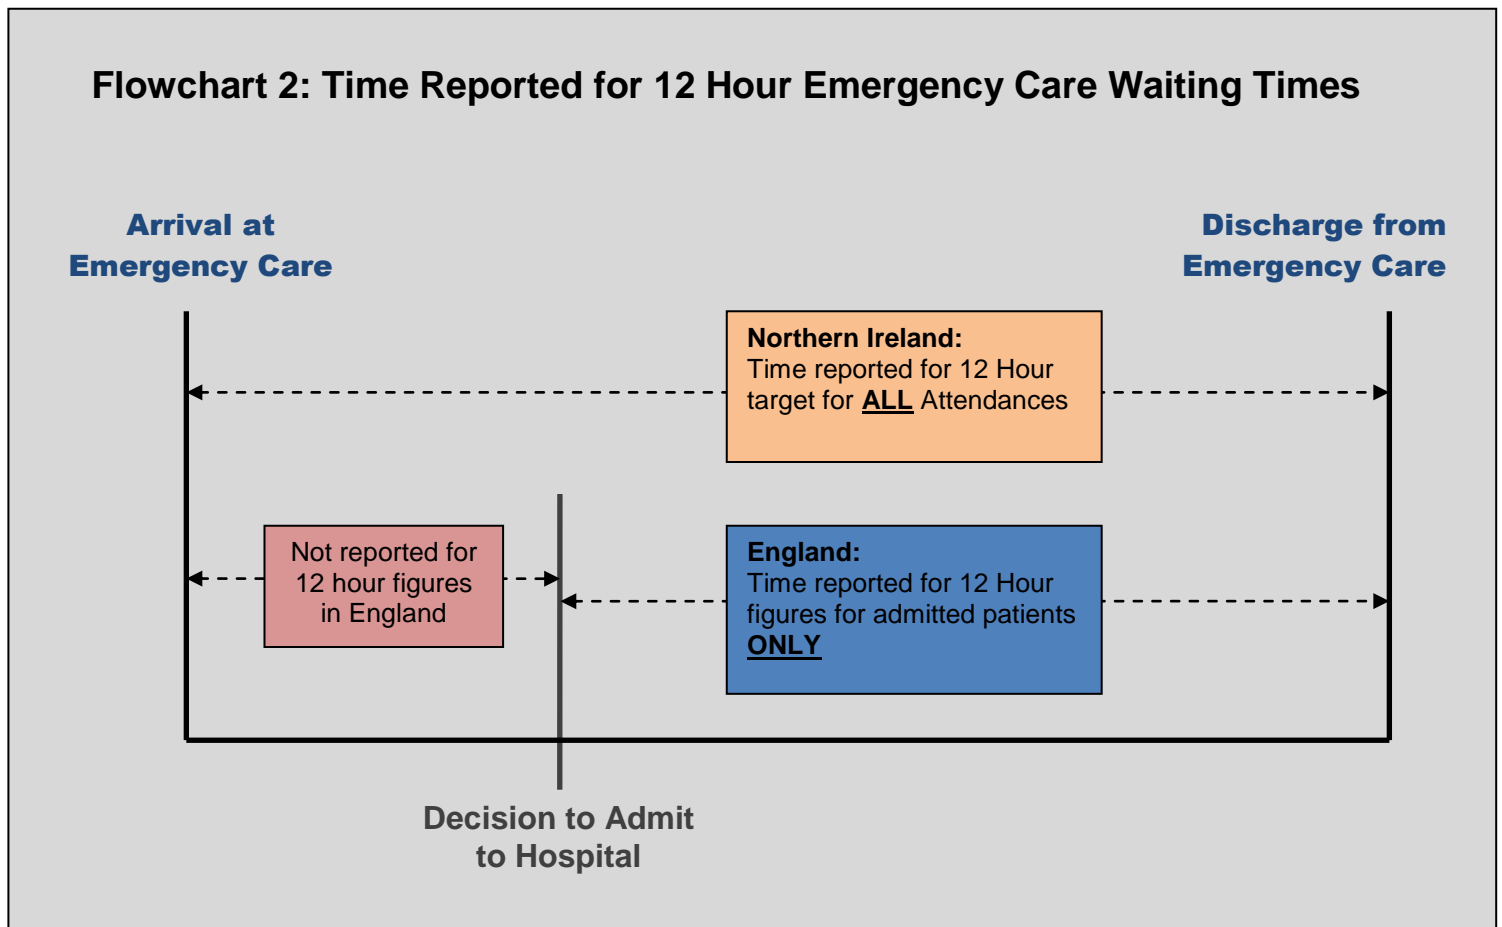 Flowchart 2: Time Reported for 12 Hour Emergency Care Waiting Times
Arrival at
Emergency Care
Discharge from
Emergency Care
Northern Ireland:
Time reported for 12 Hour
target for ALL Attendances
Not reported for
12 hour figures
in England
England:
Time reported for 12 Hour
figures for admitted patients
ONLY
Decision to Admit
to Hospital